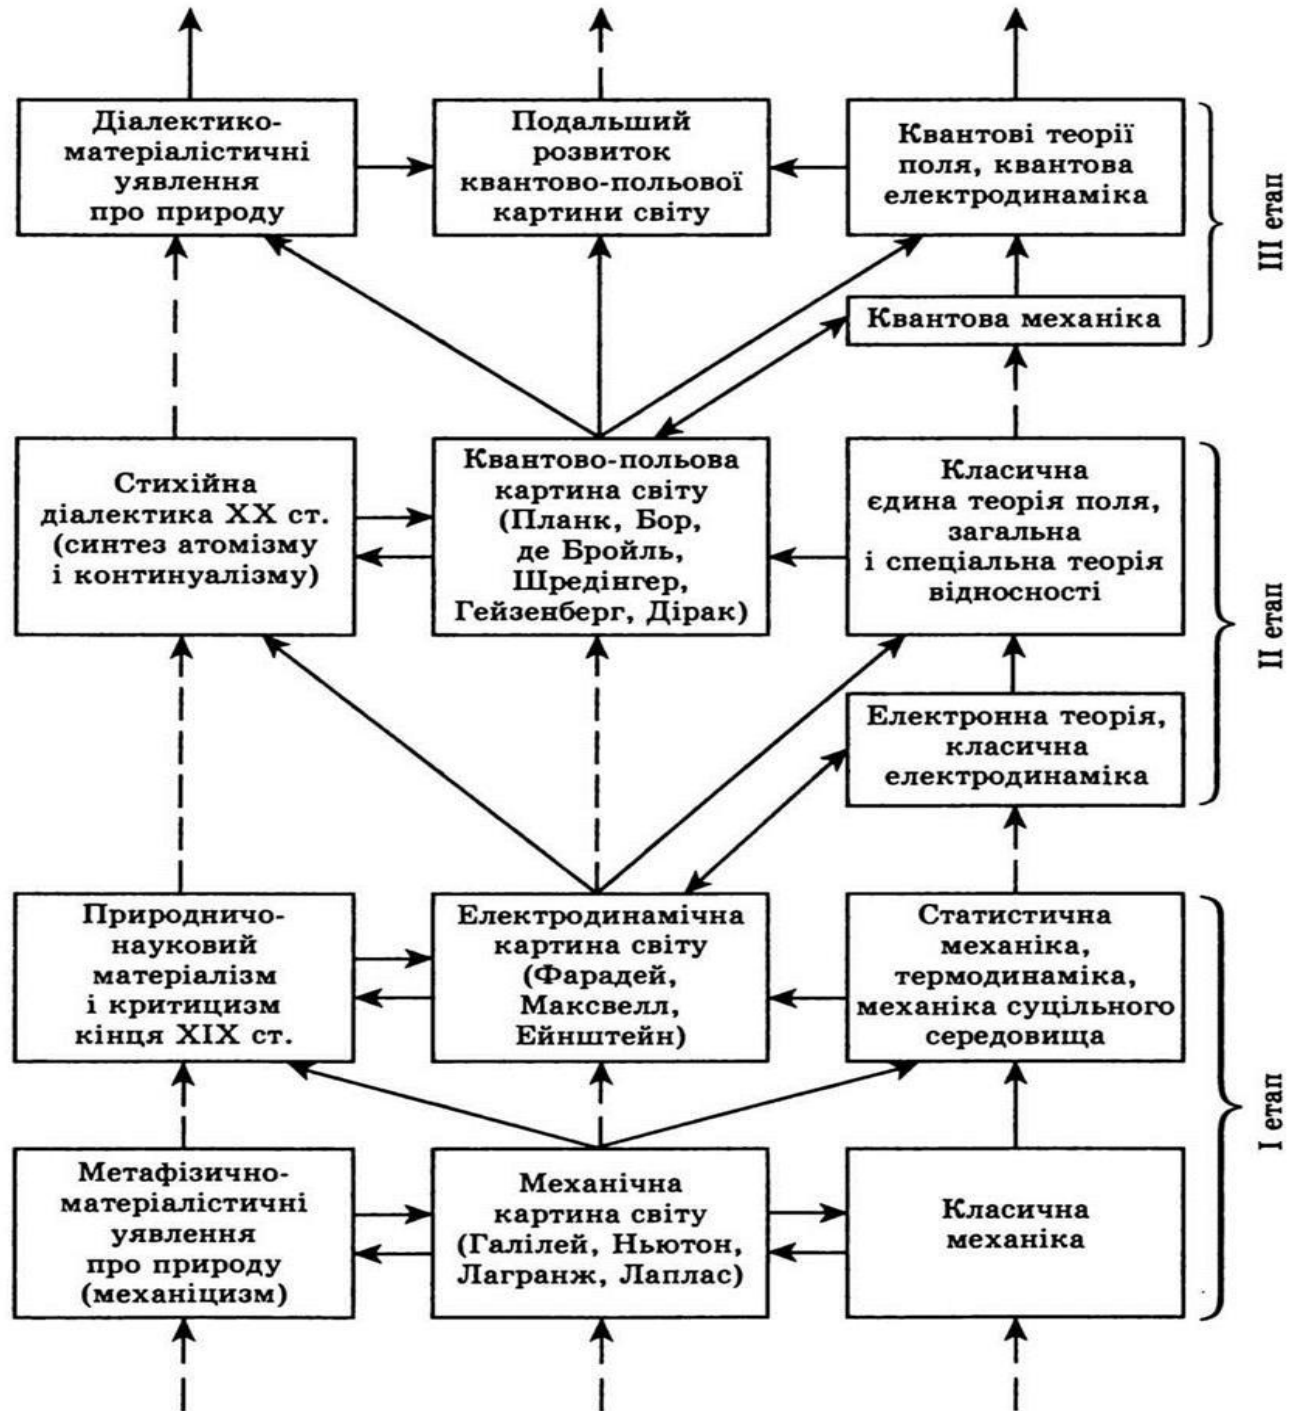 Діалектико-
матеріалістичні
уявлення
про природу
Подальший
розвиток
квантово-польової
картини світу
Квантові теорії
поля, квантова
електродинаміка
Квантова механіка
III етап
Стихійна
діалектика XX ст.
(синтез атомізму
і континуалізму)
Квантово-польова
картина світу
(Планк, Бор,
де Бройль,
Шредінгер,
Гейзенберг, Дірак)
Класична
єдина теорія поля,
загальна
і спеціальна теорія
відносності
Електронна теорія,
класична
електродинаміка
II етап
Природничо-
науковий
матеріалізм
і критицизм
кінця XIX ст.
Електродинамічна
картина світу
(Фарадей,
Максвелл,
Ейнштейн)
Статистична
механіка,
термодинаміка,
механіка суцільного
середовища
Метафізично-
матеріалістичні
уявлення
про природу
(механіцизм)
Механічна
картина світу
(Галілей, Ньютон,
Лагранж, Лаплас)
Класична
механіка
I етап